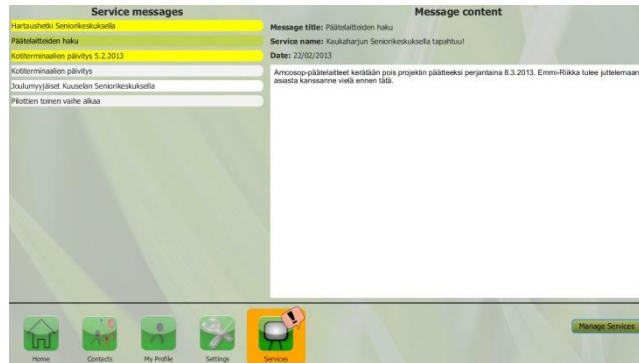 Service messages
Hartaushetki Seniorikeskuksella
Päätelaitteiden haku
Kotiterminaalien päivitys 5.2.2013
Kotiterminaalien päivitys
Joulumyyjäiset Kuuselan Seniorikeskuksella
Pilottien toinen vaihe alkaa
Message content
Message title: Päätelaitteiden haku
Service name: Kaukaharjun Seniorikeskuksella tapahtuu!
Date: 22/02/2013
Amcosop-päätelaitteet kerätään pois projektin päätteeksi perjantaina 8.3.2013. Emmi-Riikka tulee juttelemaan
asiasta kanssanne vielä ennen tätä.
Home
Contacts
My Profile
Settings
Services
Manage Services